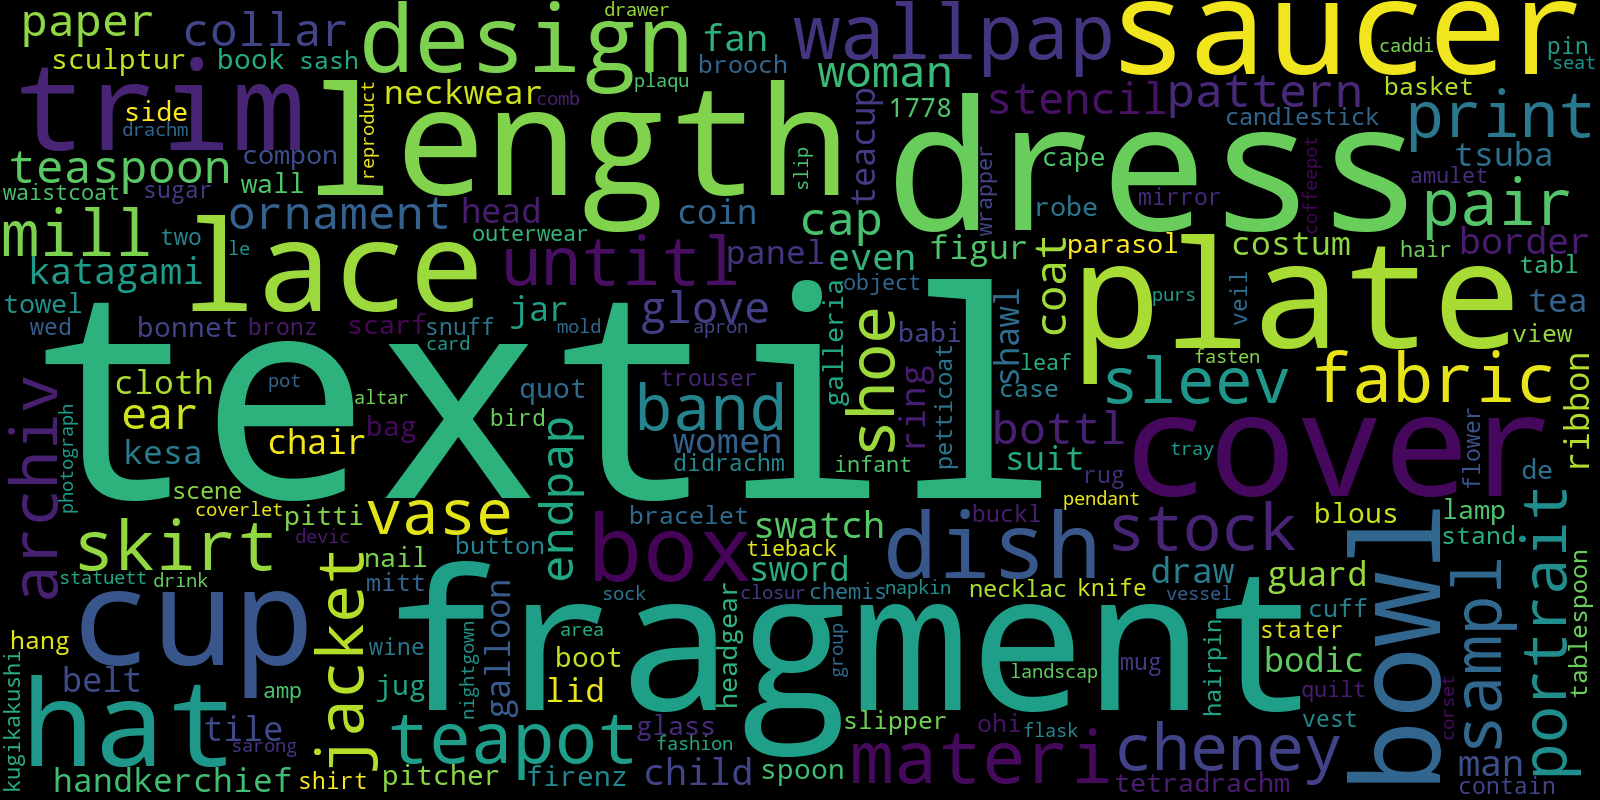 paper
collar
design
drawer
fan
wallpap
saucer
caddi
pin
seat
sculptur
book
sash
brooch
plaqu
woman
basket
trim
side
drachm
length
reproduct
neckwear
comb
slip
teacup
1778
dress
stencil
pattern
candlestick
print
teaspoon
compon
wall
waistcoat
sugar
wrapper
cape
coffeepot
tsuba
amulet
mirror
pair
mill
two
ornament
le
head
outerwear
coin
cap
robe
lace
untitl
panel
even
figur
coat
parasol
costum
hair
border
tabl
katagami
towel
wed
bonnet
bronz
scarf
snuff
card
jar
mold
glove
apron
object
galleria
babi
shawl
plate
purs
veil
tea
view
textil
cloth
pot
altar
ear
kesa
chair
bag
bird
quot
trouser
band
women
didrachm
shoe
infant
ring
petticoat
leaf
case
sleev
fasten
fabric
ribbon
archiv
photograph
scene
coverlet
pitti
devic
vase
endpap
bottl
suit
rug
cover
tray
pendant
flower
de
skirt
statuett
drink
nail
mitt
button
bracelet
box
swatch
tieback
sword
closur
chemis
napkin
dish
buckl
necklac
knife
stock
draw
vessel
blous
guard
lamp
stand
cup
hang
kugikakushi
jacket
wine
jug
nightgown
galloon
sock
area
boot
lid
fragment
headgear
group
landscap
mug
hairpin
stater
cuff
bodic
quilt
vest
corset
bowl
sampl
portrait
tablespoon
hat
belt
amp
tile
sarong
handkerchief
shirt
pitcher
teapot
firenz
glass
fashion
child
spoon
slipper
materi
ohi
flask
cheney
tetradrachm
man
contain